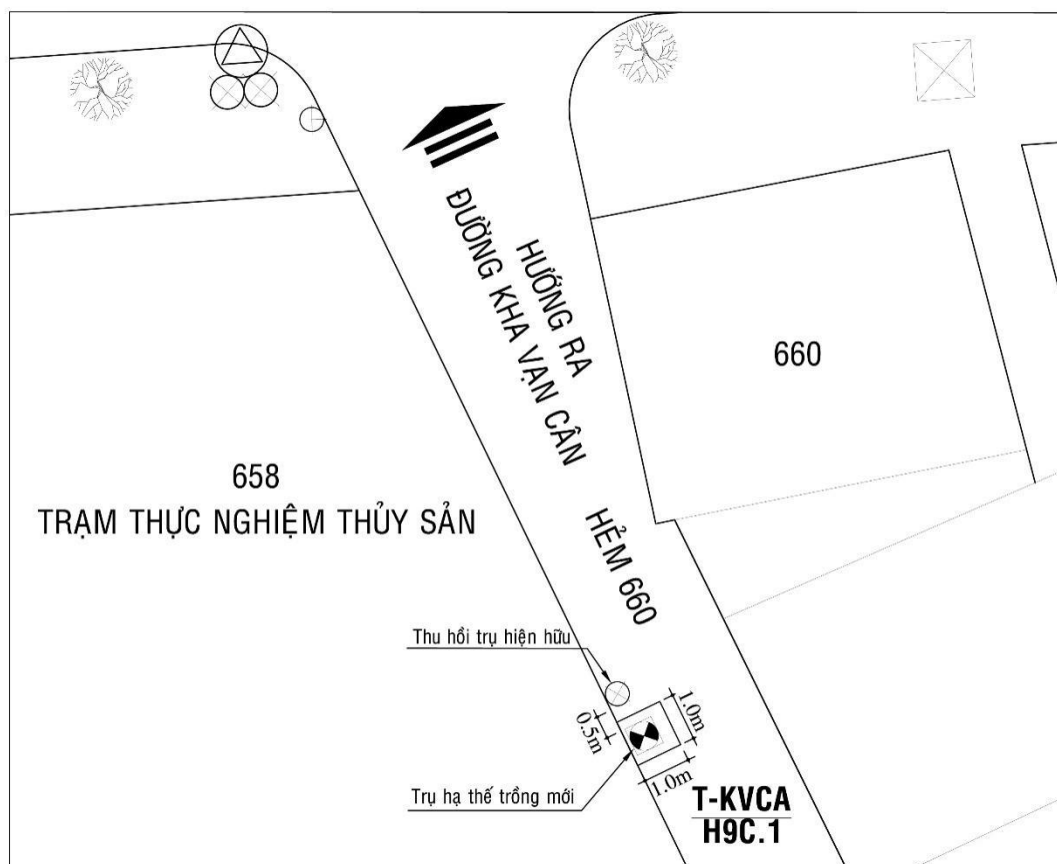 HƯỚNG RA
ĐƯỜNG KHA VẠN CÂN
660
658
TRẠM THỰC NGHIỆM THỦY SẢN
HẺM 660
Thu hồi trụ hiện hữu
0.5m
1.0m
1.0m
Trụ hạ thế trồng mới
T-KVCA
H9C.1